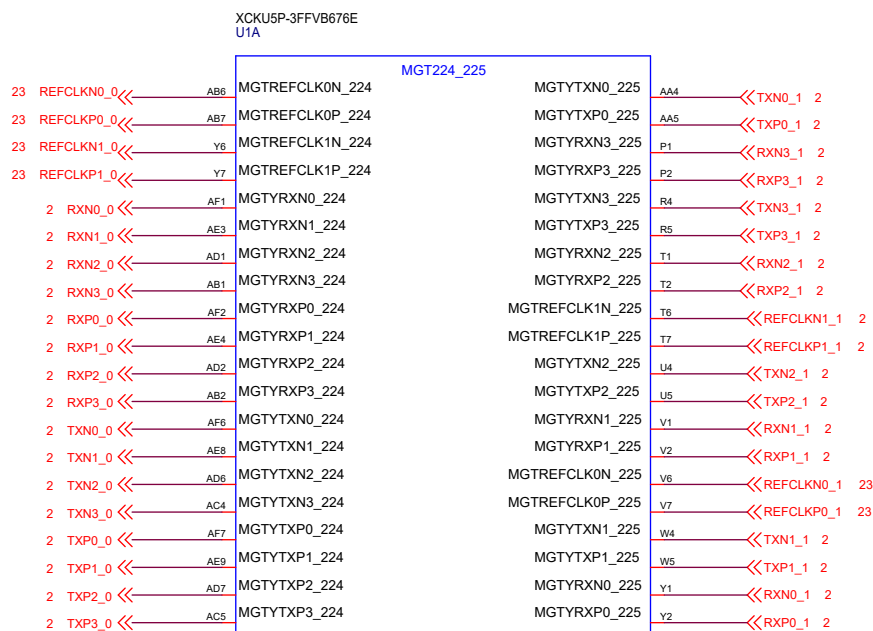 XCKU5P-3FFVB676E
U1A
MGT224_225
23 REFCLKN0_0 AB6 MGTREFCLK0N_224 MGTYTXN0_225 AA4 TXN0_1 2
23 REFCLKP0_0 AB7 MGTREFCLK0P_224 MGTYTXP0_225 AA5 TXP0_1 2
23 REFCLKN1_0 Y6 MGTREFCLK1N_224 MGTYRXN3_225 P1 RXN3_1 2
23 REFCLKP1_0 Y7 MGTREFCLK1P_224 MGTYRXP3_225 P2 RXP3_1 2
2 RXN0_0 AF1 MGTYRXN0_224 MGTYTXN3_225 R4 TXN3_1 2
2 RXN1_0 AE3 MGTYRXN1_224 MGTYTXP3_225 R5 TXP3_1 2
2 RXN2_0 AD1 MGTYRXN2_224 MGTYRXN2_225 T1 RXN2_1 2
2 RXN3_0 AB1 MGTYRXN3_224 MGTYRXP2_225 T2 RXP2_1 2
2 RXP0_0 AF2 MGTYRXP0_224 MGTREFCLK1N_225 T6 REFCLKN1_1 2
2 RXP1_0 AE4 MGTYRXP1_224 MGTREFCLK1P_225 T7 REFCLKP1_1 2
2 RXP2_0 AD2 MGTYRXP2_224 MGTYTXN2_225 U4 TXN2_1 2
2 RXP3_0 AB2 MGTYRXP3_224 MGTYTXP2_225 U5 TXP2_1 2
2 TXN0_0 AF6 MGTYTXN0_224 MGTYRXN1_225 V1 RXN1_1 2
2 TXN1_0 AE8 MGTYTXN1_224 MGTYRXP1_225 V2 RXP1_1 2
2 TXN2_0 AD6 MGTYTXN2_224 MGTREFCLK0N_225 V6 REFCLKN0_1 23
2 TXN3_0 AC4 MGTYTXN3_224 MGTREFCLK0P_225 V7 REFCLKP0_1 23
2 TXP0_0 AF7 MGTYTXP0_224 MGTYTXN1_225 W4 TXN1_1 2
2 TXP1_0 AE9 MGTYTXP1_224 MGTYTXP1_225 W5 TXP1_1 2
2 TXP2_0 AD7 MGTYTXP2_224 MGTYRXN0_225 Y1 RXN0_1 2
2 TXP3_0 AC5 MGTYTXP3_224 MGTYRXP0_225 Y2 RXP0_1 2